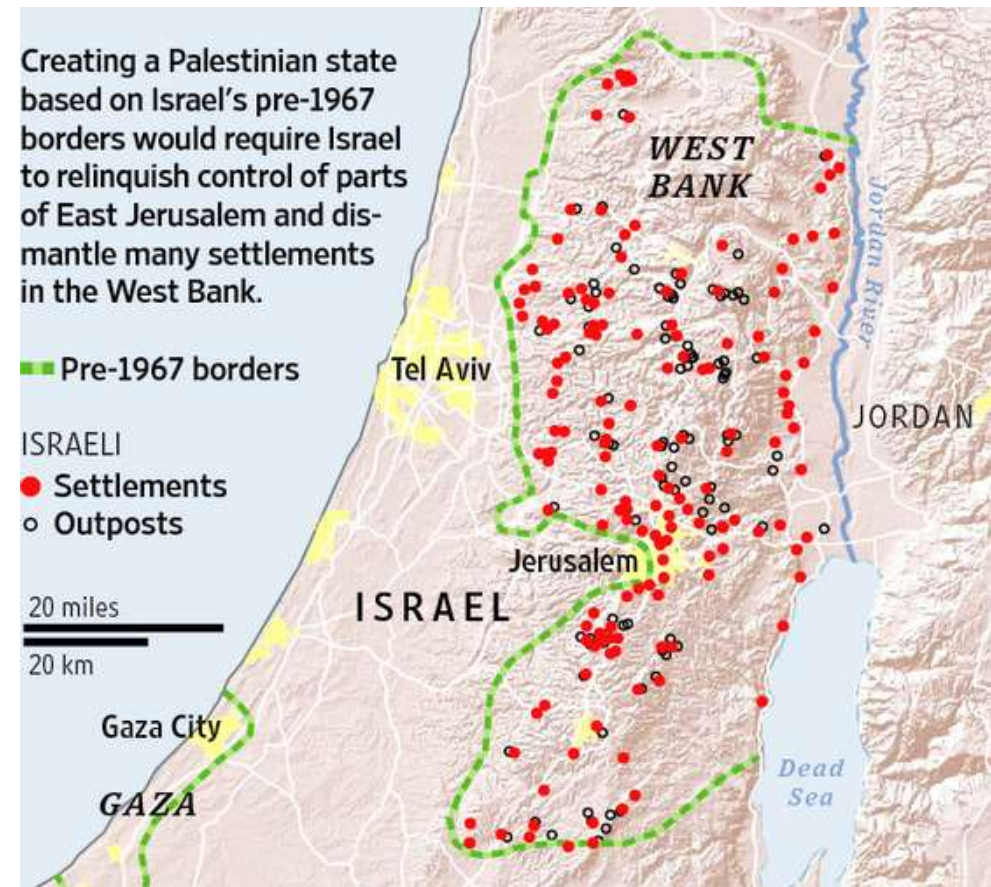 Creating a Palestinian state
based on Israel's pre-1967
borders would require Israel
to relinquish control of parts
of East Jerusalem and dis-
mantle many settlements
in the West Bank.
Pre-1967 borders
ISRAELI
Settlements
Outposts
20 miles
20 km
WEST
BANK
Jordan River
Tel Aviv
JORDAN
Jerusalem
ISRAEL
Gaza City
GAZA
Dead
Sea